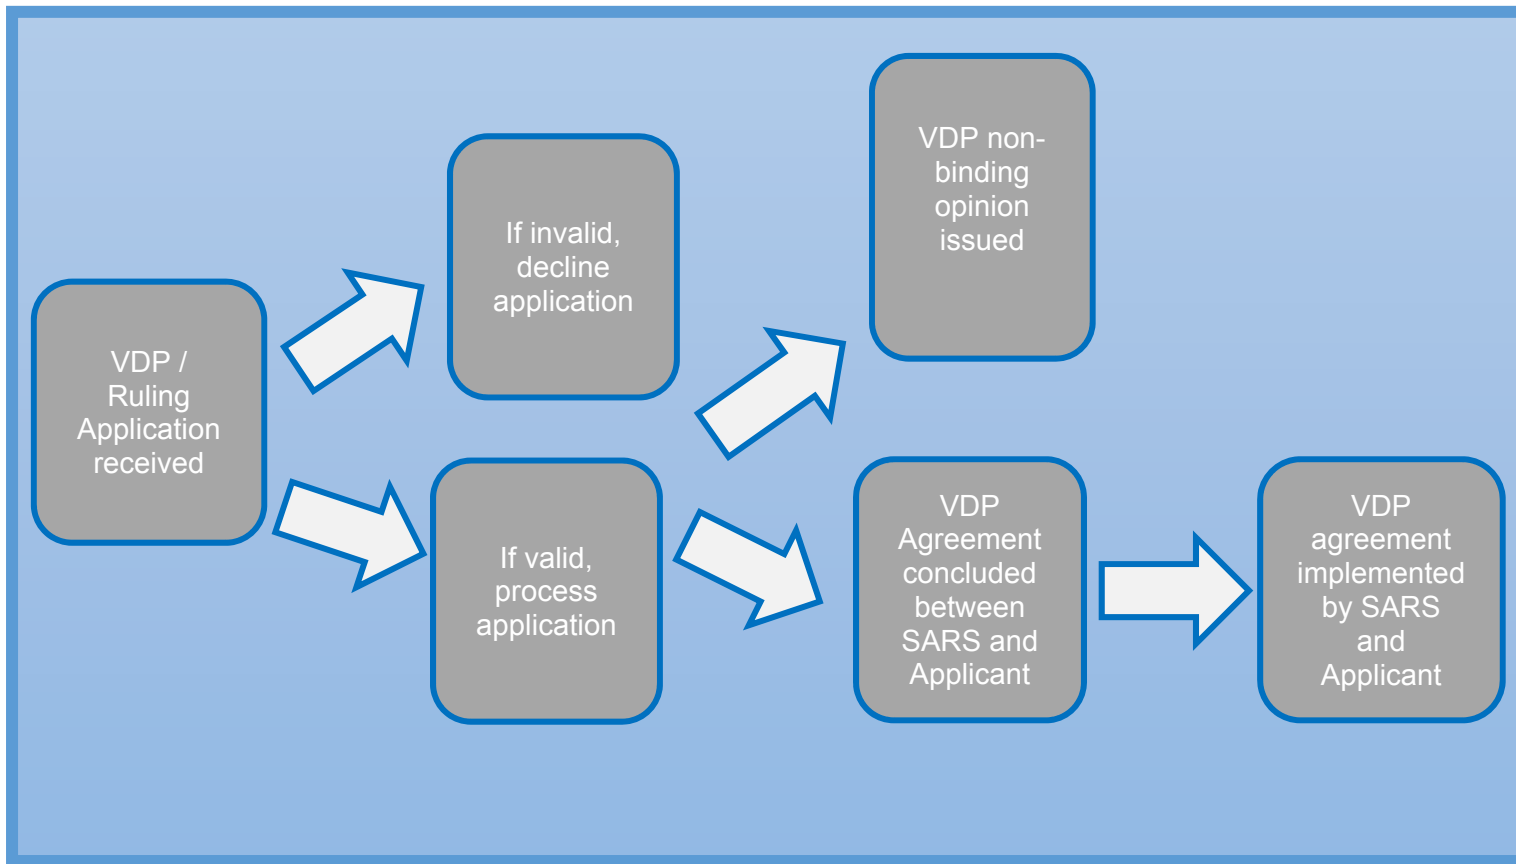 VDP /
Ruling
Application
received
If invalid,
decline
application
If valid,
process
application
VDP non-
binding
opinion
issued
VDP
Agreement
concluded
between
SARS and
Applicant
VDP
agreement
implemented
by SARS
and
Applicant